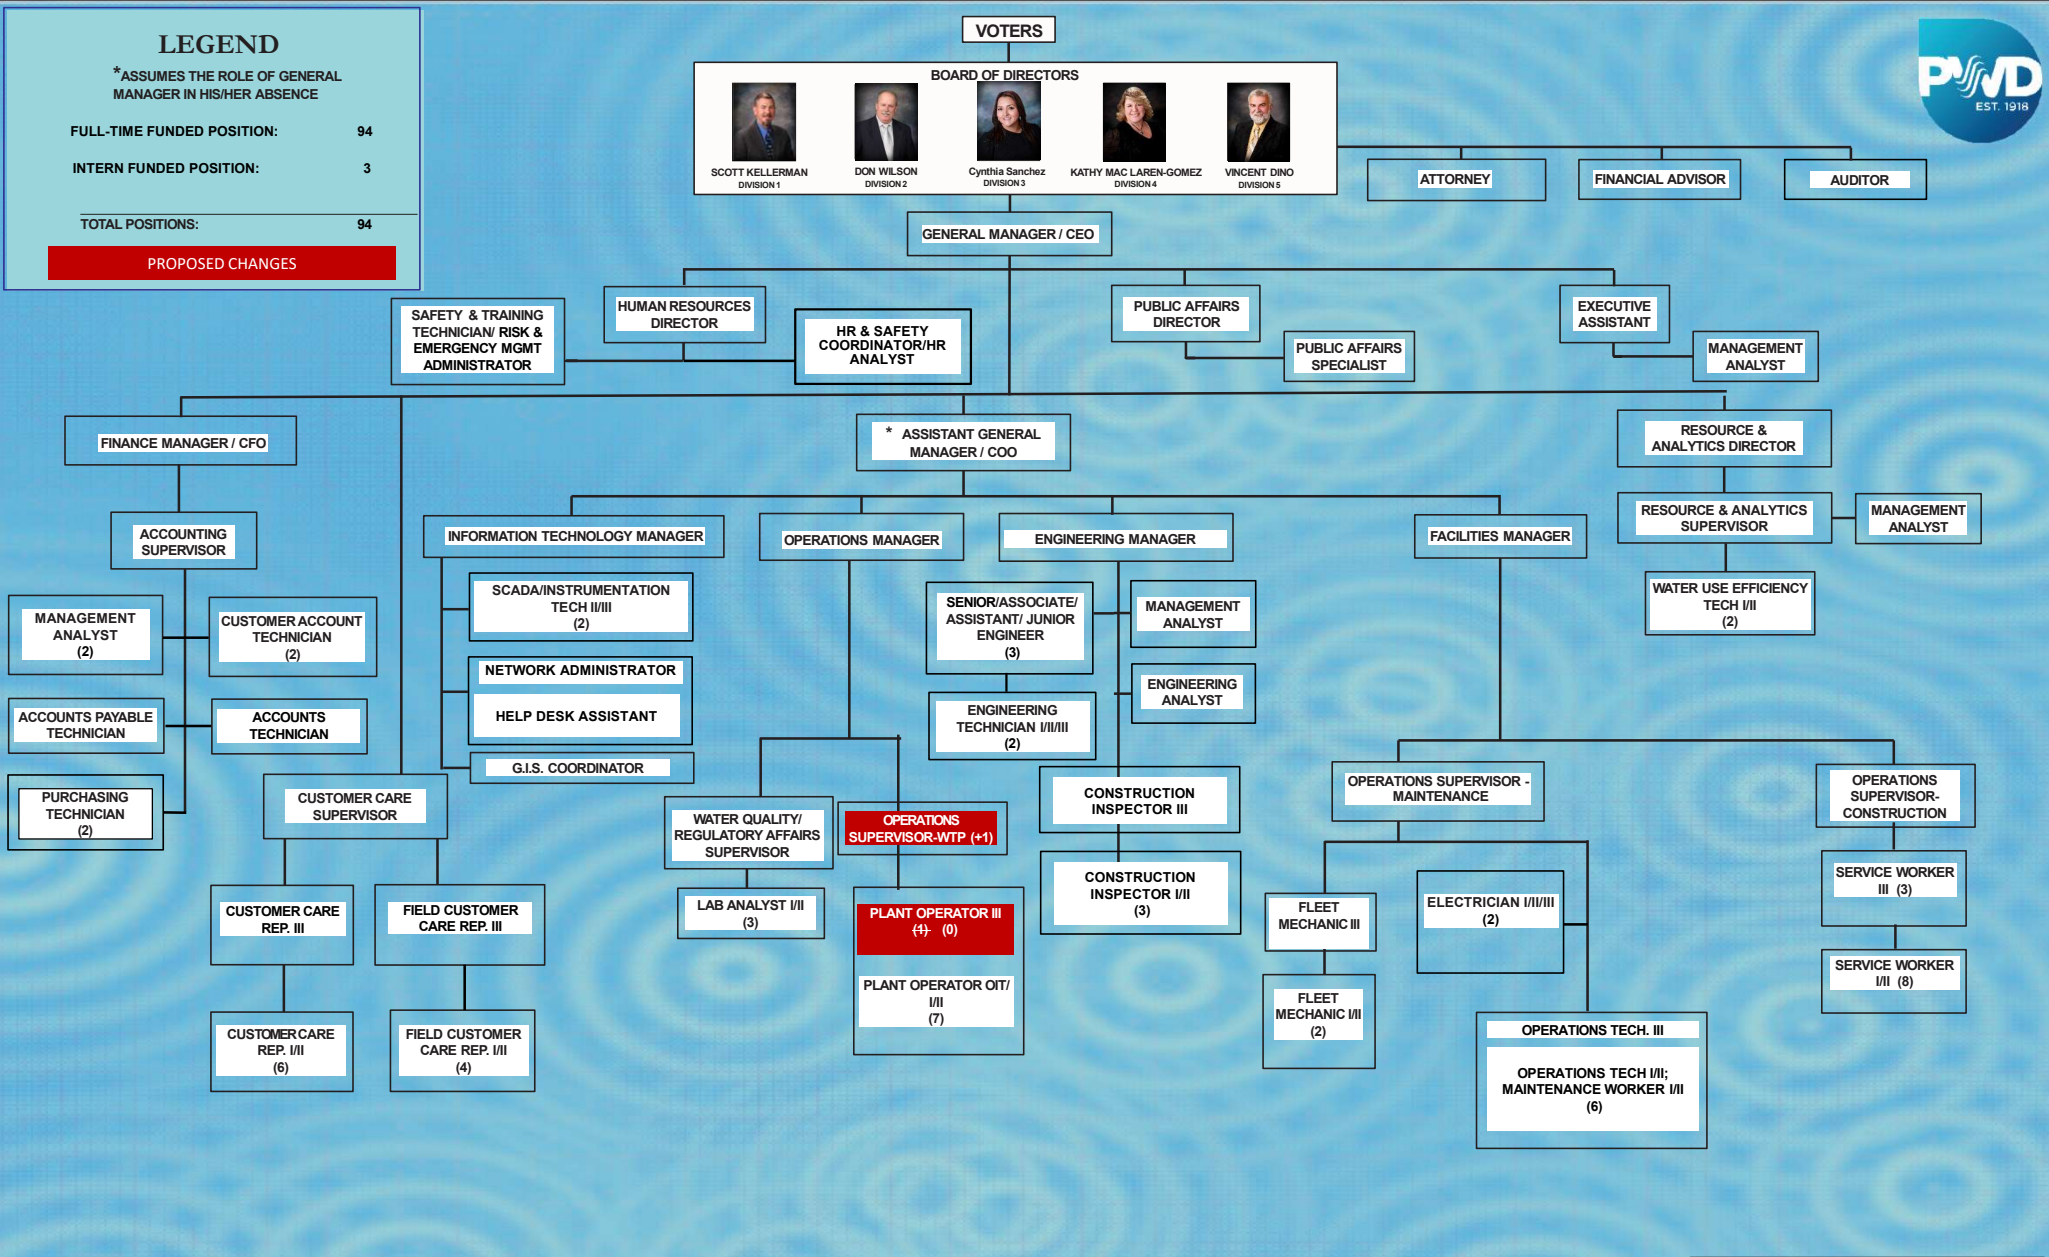 LEGEND
*ASSUMES THE ROLE OF GENERAL
MANAGER IN HIS/HER ABSENCE
FULL-TIME FUNDED POSITION: 94
INTERN FUNDED POSITION: 3
TOTAL POSITIONS: 94
PROPOSED CHANGES
VOTERS
BOARD OF DIRECTORS
SCOTT KELLERMAN
DIVISION 1
DON WILSON
DIVISION 2
Cynthia Sanchez
DIVISION 3
KATHY MAC LAREN-GOMEZ
DIVISION 4
VINCENT DINO
DIVISION 5
PWD
EST. 1918
ATTORNEY
FINANCIAL ADVISOR
AUDITOR
GENERAL MANAGER / CEO
SAFETY & TRAINING
TECHNICIAN/ RISK &
EMERGENCY MGMT
ADMINISTRATOR
HUMAN RESOURCES
DIRECTOR
HR & SAFETY
COORDINATOR/HR
ANALYST
PUBLIC AFFAIRS
DIRECTOR
PUBLIC AFFAIRS
SPECIALIST
EXECUTIVE
ASSISTANT
MANAGEMENT
ANALYST
FINANCE MANAGER / CFO
* ASSISTANT GENERAL
MANAGER / COO
RESOURCE &
ANALYTICS DIRECTOR
RESOURCE & ANALYTICS
SUPERVISOR
MANAGEMENT
ANALYST
WATER USE EFFICIENCY
TECH I/II
(2)
ACCOUNTING
SUPERVISOR
MANAGEMENT
ANALYST
(2)
CUSTOMER ACCOUNT
TECHNICIAN
(2)
ACCOUNTS PAYABLE
TECHNICIAN
ACCOUNTS
TECHNICIAN
PURCHASING
TECHNICIAN
(2)
CUSTOMER CARE
SUPERVISOR
CUSTOMER CARE
REP. III
FIELD CUSTOMER
CARE REP. III
CUSTOMER CARE
REP. I/II
(6)
FIELD CUSTOMER
CARE REP. I/II
(4)
INFORMATION TECHNOLOGY MANAGER
SCADA/INSTRUMENTATION
TECH II/III
(2)
NETWORK ADMINISTRATOR
HELP DESK ASSISTANT
G.I.S. COORDINATOR
OPERATIONS MANAGER
WATER QUALITY/
REGULATORY AFFAIRS
SUPERVISOR
LAB ANALYST I/II
(3)
OPERATIONS
SUPERVISOR-WTP (+1)
PLANT OPERATOR III
(1) (0)
PLANT OPERATOR OIT/
I/II
(7)
ENGINEERING MANAGER
SENIOR/ASSOCIATE/
ASSISTANT/ JUNIOR
ENGINEER
(3)
MANAGEMENT
ANALYST
ENGINEERING
TECHNICIAN I/II/III
(2)
ENGINEERING
ANALYST
CONSTRUCTION
INSPECTOR III
CONSTRUCTION
INSPECTOR I/II
(3)
FACILITIES MANAGER
OPERATIONS SUPERVISOR -
MAINTENANCE
FLEET
MECHANIC III
FLEET
MECHANIC I/II
(2)
ELECTRICIAN I/II/III
(2)
OPERATIONS TECH. III
OPERATIONS TECH I/II;
MAINTENANCE WORKER I/II
(6)
OPERATIONS
SUPERVISOR-
CONSTRUCTION
SERVICE WORKER
III (3)
SERVICE WORKER
I/II (8)